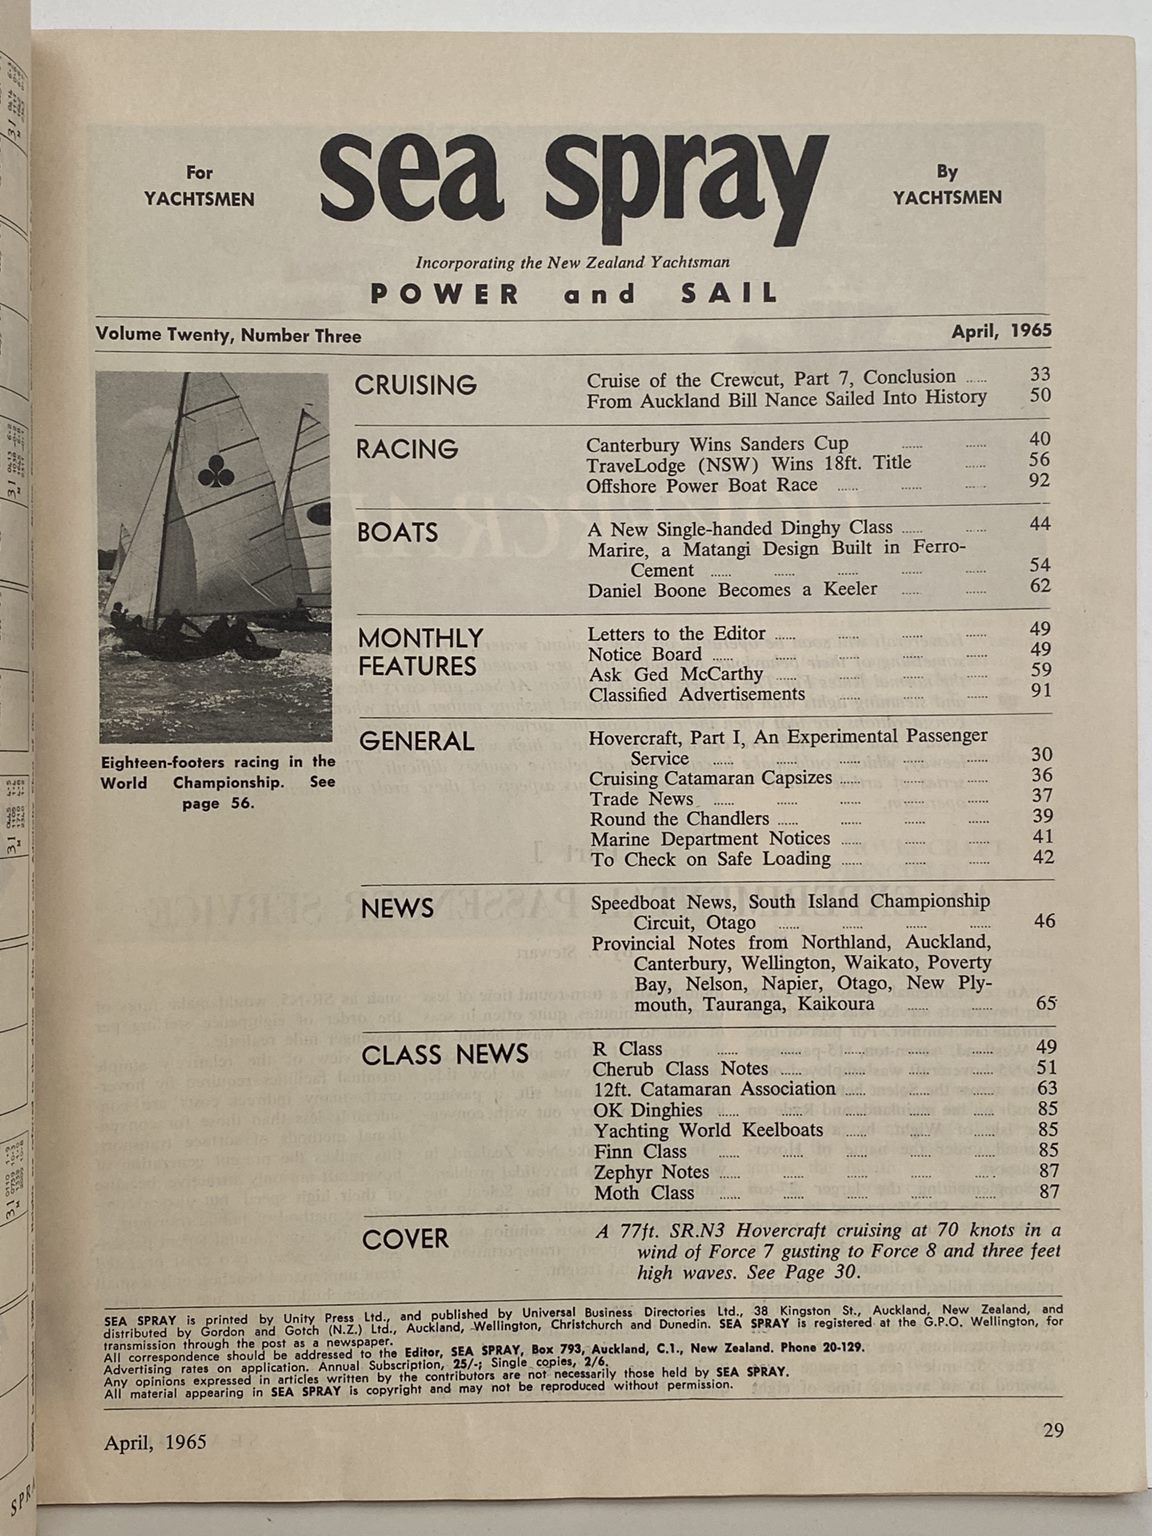 For
YACHTSMEN
sea spray
By
YACHTSMEN
Incorporating the New Zealand Yachtsman
POWER and SAIL
Volume Twenty, Number Three April, 1965
Eighteen-footers racing in the
World Championship. See
page 56.
CRUISING
Cruise of the Crewcut, Part 7, Conclusion ..... 33
From Auckland Bill Nance Sailed Into History 50
RACING
Canterbury Wins Sanders Cup ...... ...... 40
TraveLodge (NSW) Wins 18ft. Title ...... 56
Offshore Power Boat Race ...... ...... ...... 92
BOATS
A New Single-handed Dinghy Class ...... ...... 44
Marire, a Matangi Design Built in Ferro-
Cement ...... ...... ...... ...... ...... 54
Daniel Boone Becomes a Keeler ...... ...... 62
MONTHLY
FEATURES
Letters to the Editor ...... ...... ...... ...... 49
Notice Board ...... ...... ...... ...... ...... 49
Ask Ged McCarthy ...... ...... ...... ...... 59
Classified Advertisements ...... ...... ...... 91
GENERAL
Hovercraft, Part I, An Experimental Passenger
Service ...... ...... ...... ...... ...... 30
Cruising Catamaran Capsizes ...... ...... ...... 36
Trade News ...... ...... ...... ...... ...... 37
Round the Chandlers ...... ...... ...... ...... 39
Marine Department Notices ...... ...... ...... 41
To Check on Safe Loading ...... ...... ...... 42
NEWS
Speedboat News, South Island Championship
Circuit, Otago ...... ...... ...... ...... 46
Provincial Notes from Northland, Auckland,
Canterbury, Wellington, Waikato, Poverty
Bay, Nelson, Napier, Otago, New Ply-
mouth, Tauranga, Kaikoura ...... ...... 65
CLASS NEWS
R Class ...... ...... ...... ...... ...... 49
Cherub Class Notes ...... ...... ...... ...... 51
12ft. Catamaran Association ...... ...... ...... 63
OK Dinghies ...... ...... ...... ...... ...... 85
Yachting World Keelboats ...... ...... ...... 85
Finn Class ...... ...... ...... ...... ...... 85
Zephyr Notes ...... ...... ...... ...... ...... 87
Moth Class ...... ...... ...... ...... ...... 87
COVER
A 77ft. SR.N3 Hovercraft cruising at 70 knots in a
wind of Force 7 gusting to Force 8 and three feet
high waves. See Page 30.
SEA SPRAY is printed by Unity Press Ltd., and published by Universal Business Directories Ltd., 38 Kingston St., Auckland, New Zealand, and
distributed by Gordon and Gotch (N.Z.) Ltd., Auckland, Wellington, Christchurch and Dunedin. SEA SPRAY is registered at the G.P.O. Wellington, for
transmission through the post as a newspaper.
All correspondence should be addressed to the Editor, SEA SPRAY, Box 793, Auckland, C.1., New Zealand. Phone 20-129.
Advertising rates on application. Annual Subscription, 25/-; Single copies, 2/6.
Any opinions expressed in articles written by the contributors are not necessarily those held by SEA SPRAY.
All material appearing in SEA SPRAY is copyright and may not be reproduced without permission.
April, 1965 29